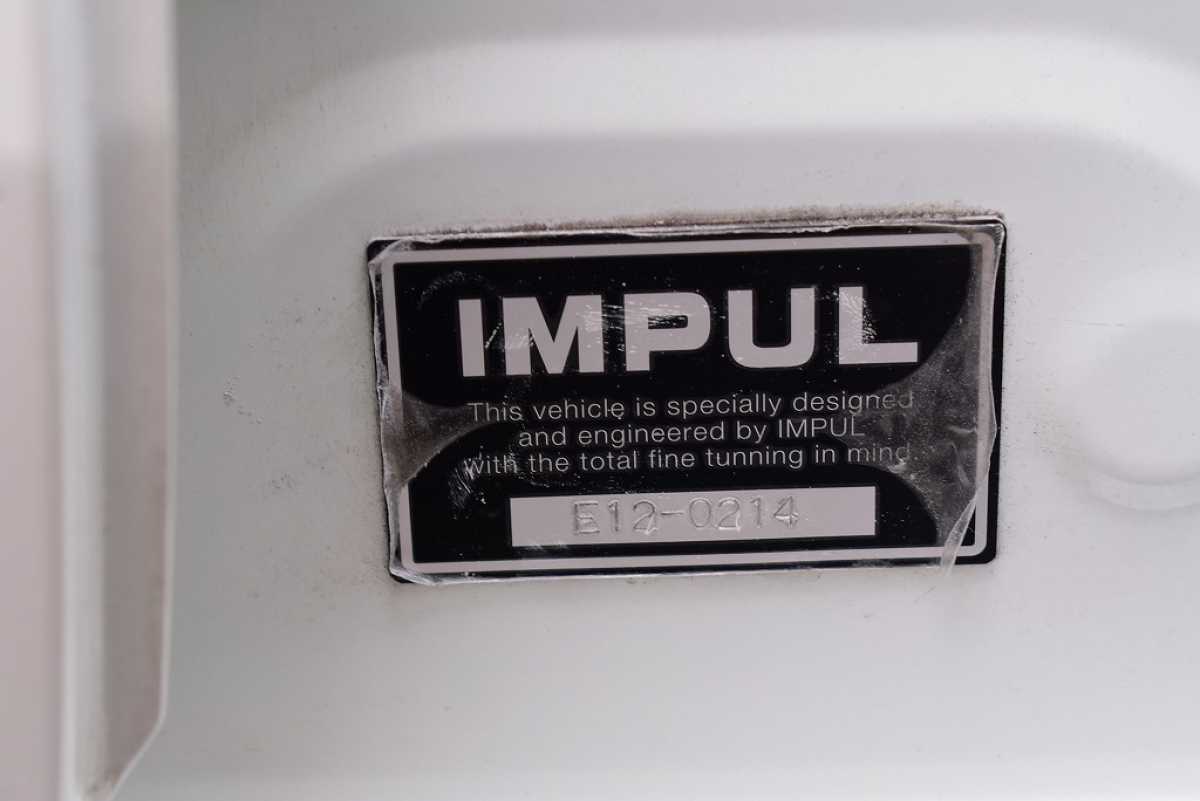 IMPUL
This vehicle is specially designed
and engineered by IMPUL
with the total fine tunning in mind.
E12-0214